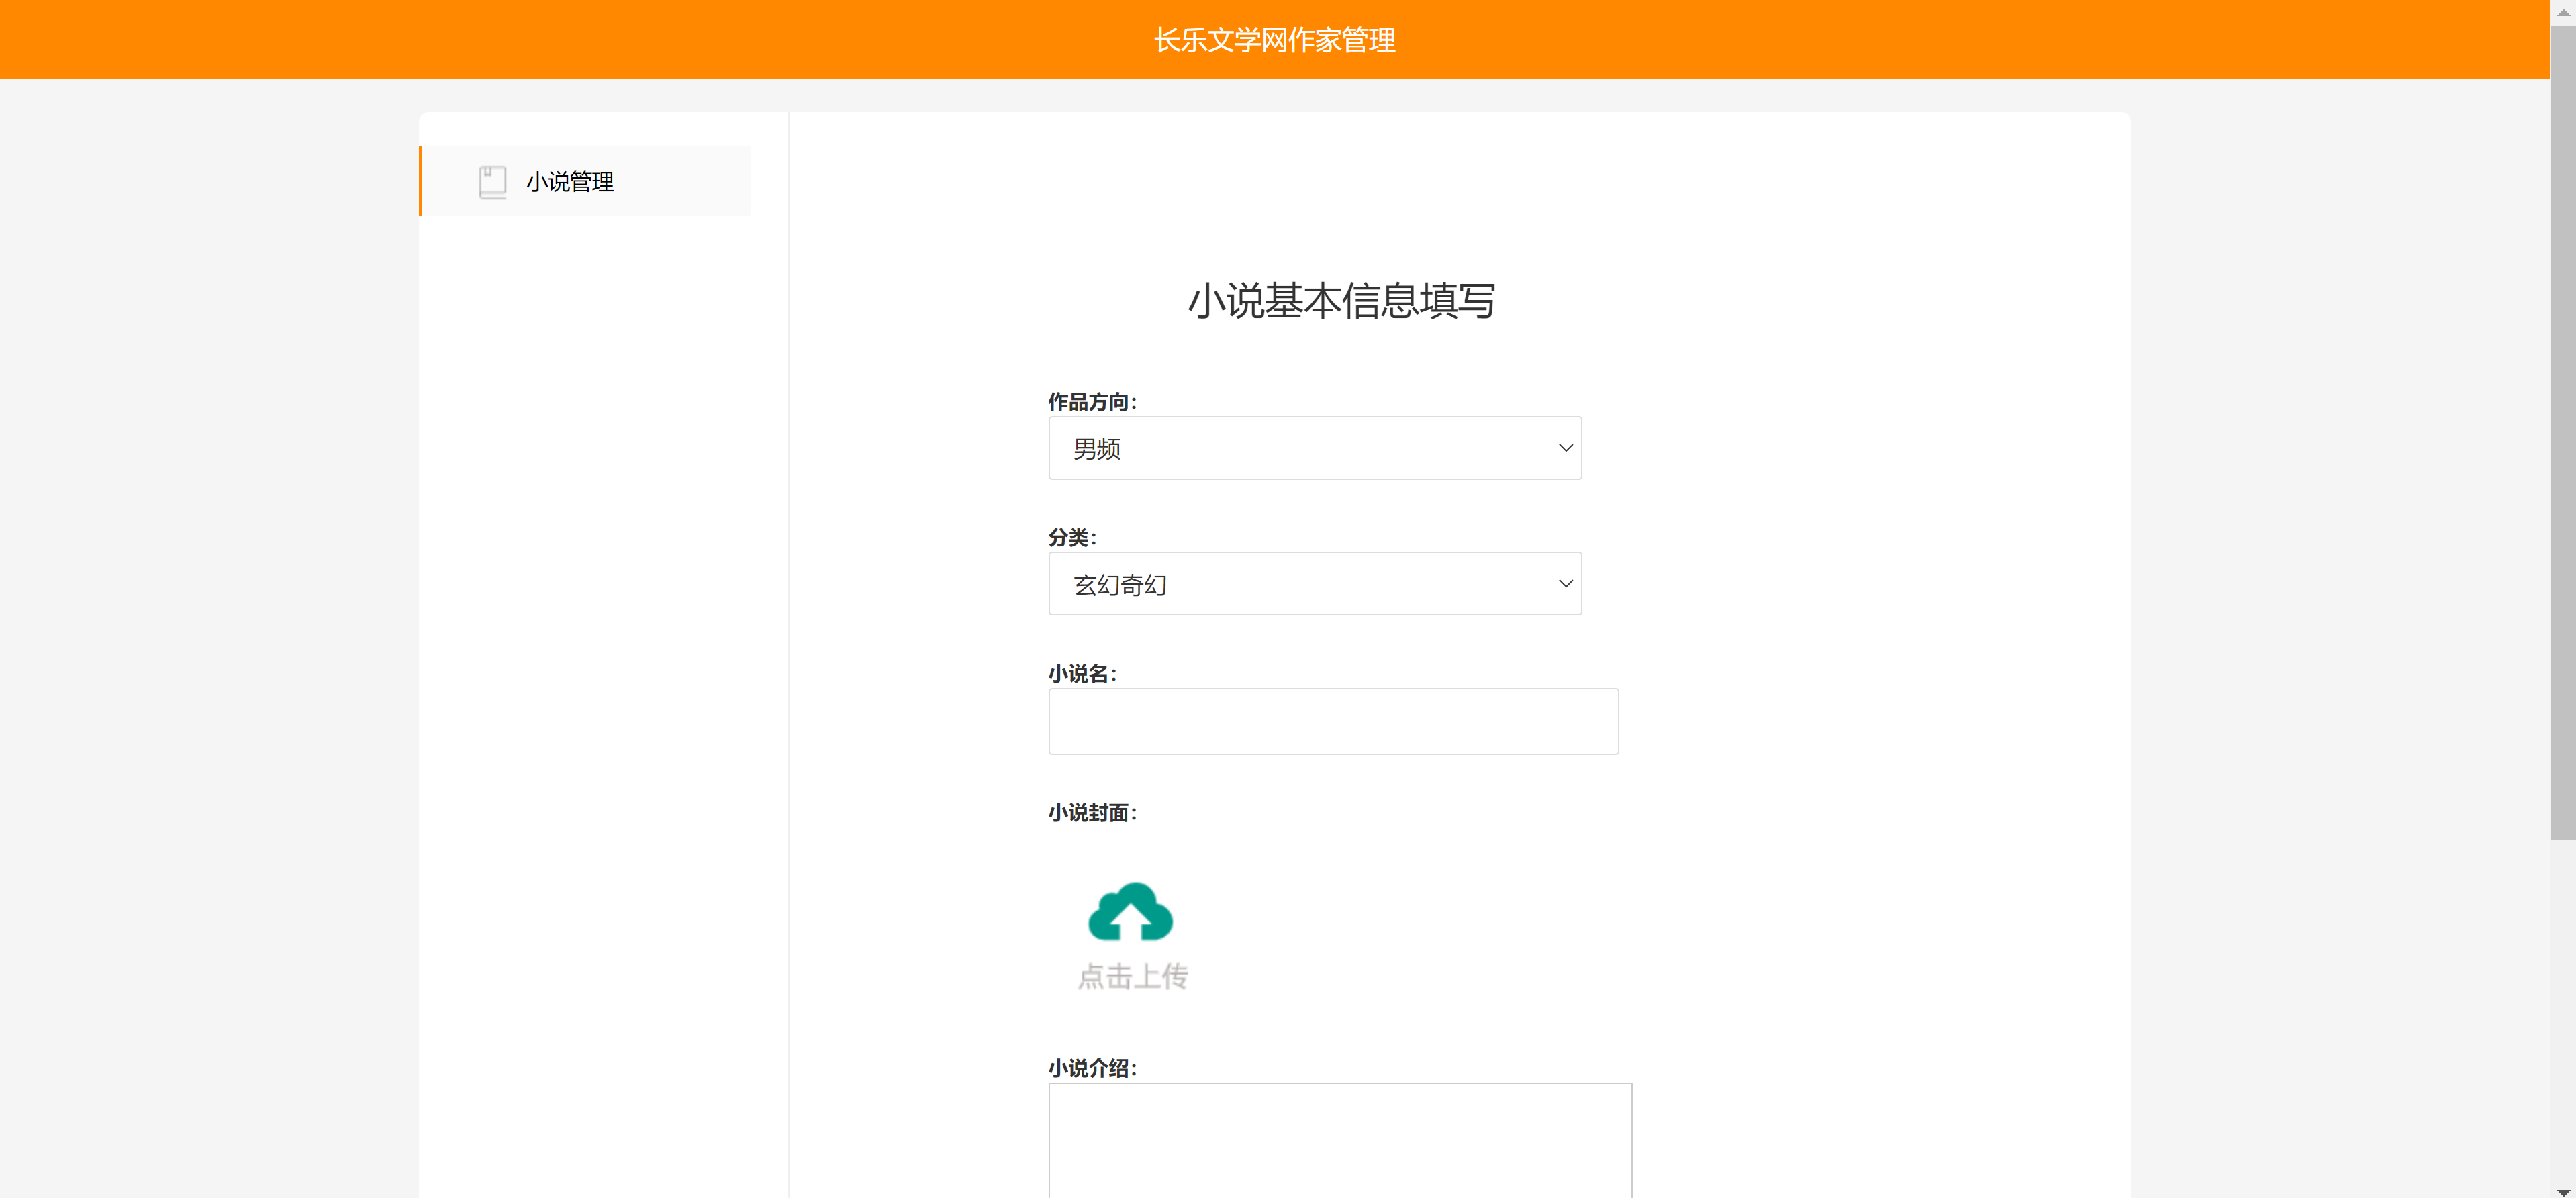 长乐文学网作家管理
小说管理
小说基本信息填写
作品方向：
男频
分类：
玄幻奇幻
小说名：
小说封面：
点击上传
小说介绍：